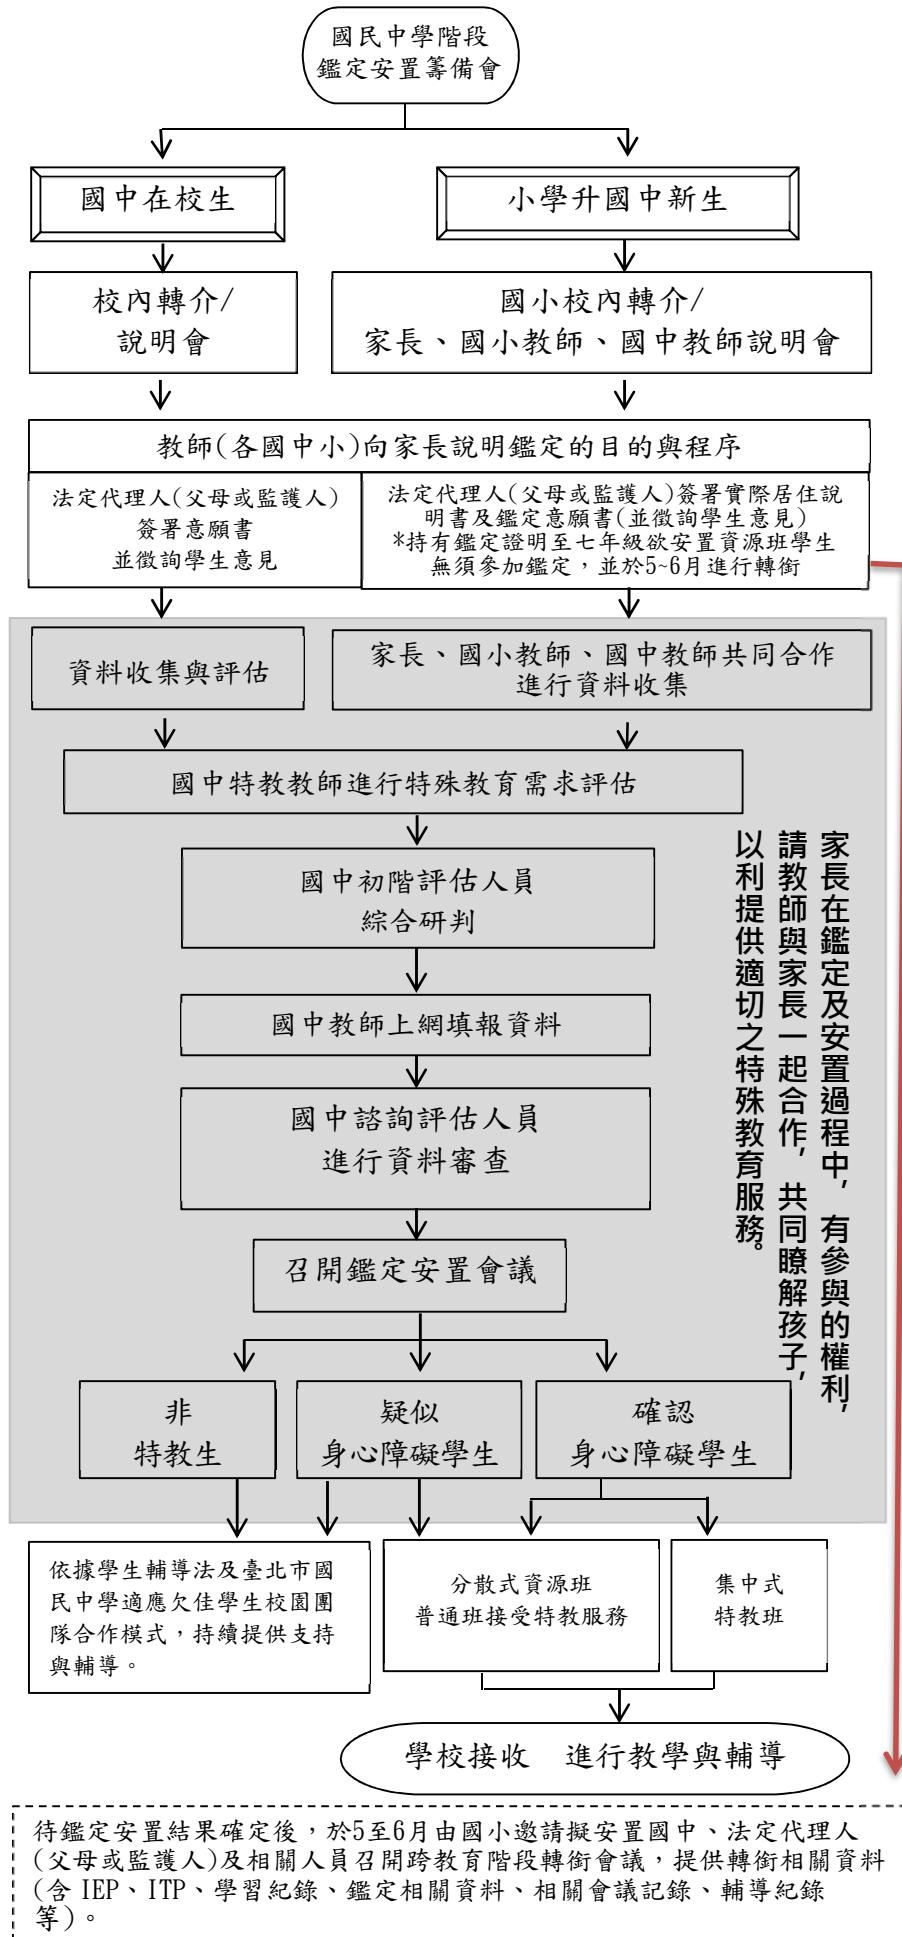 國民中學階段
鑑定安置籌備會
國中在校生
小學升國中新生
校內轉介/
說明會
國小校內轉介/
家長、國小教師、國中教師說明會
教師(各國中小)向家長說明鑑定的目的與程序
法定代理人(父母或監護人)
簽署意願書
並徵詢學生意見
法定代理人(父母或監護人)簽署實際居住說
明書及鑑定意願書(並徵詢學生意見)
*持有鑑定證明至七年級欲安置資源班學生
無須參加鑑定，並於5~6月進行轉銜
資料收集與評估
家長、國小教師、國中教師共同合作
進行資料收集
國中特教教師進行特殊教育需求評估
國中初階評估人員
綜合研判
國中教師上網填報資料
國中諮詢評估人員
進行資料審查
召開鑑定安置會議
家長在鑑定及安置過程中，有參與的權利，
請教師與家長一起合作，共同瞭解孩子，
以利提供適切之特殊教育服務。
非
特教生
疑似
身心障礙學生
確認
身心障礙學生
依據學生輔導法及臺北市國
民中學適應欠佳學生校園團
隊合作模式，持續提供支持
與輔導。
分散式資源班
普通班接受特教服務
集中式
特教班
學校接收　進行教學與輔導
待鑑定安置結果確定後，於5至6月由國小邀請擬安置國中、法定代理人
(父母或監護人)及相關人員召開跨教育階段轉銜會議，提供轉銜相關資料
(含 IEP、ITP、學習紀錄、鑑定相關資料、相關會議記錄、輔導紀錄
等)。